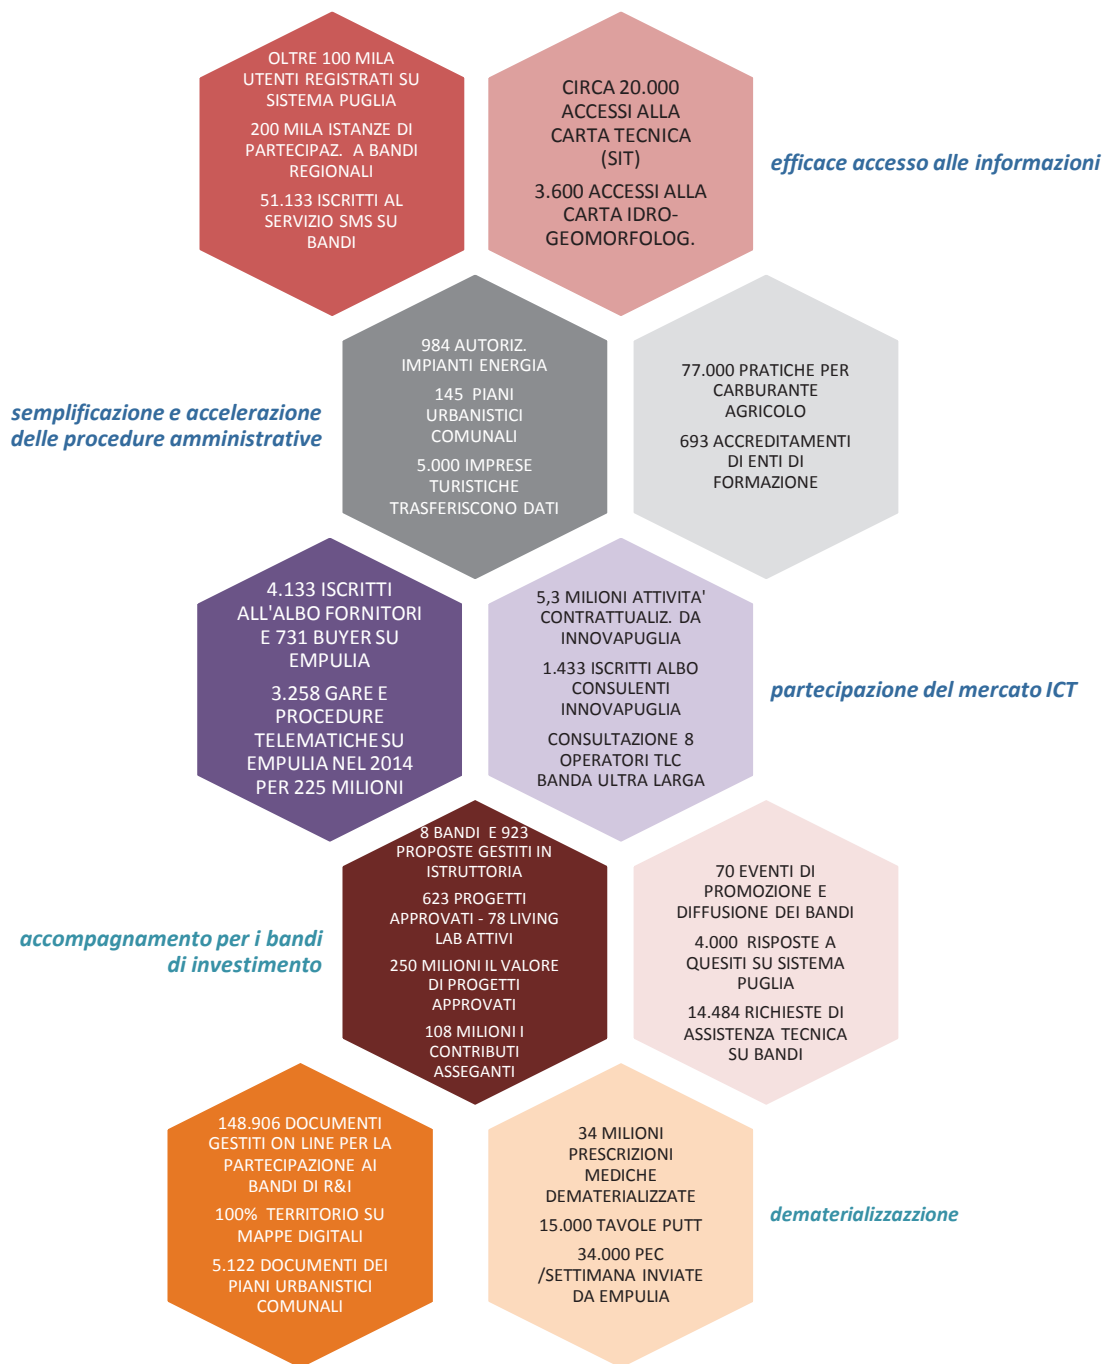 OLTRE 100 MILA
UTENTI REGISTRATI SU
SISTEMA PUGLIA
200 MILA ISTANZE DI
PARTECIPAZ. A BANDI
REGIONALI
51.133 ISCRITTI AL
SERVIZIO SMS SU
BANDI
CIRCA 20.000
ACCESSI ALLA
CARTA TECNICA
(SIT)
3.600 ACCESSI ALLA
CARTA IDRO-
GEOMORFOLOG.
efficace accesso alle informazioni
semplificazione e accelerazione
delle procedure amministrative
984 AUTORIZ.
IMPIANTI ENERGIA
145 PIANI
URBANISTICI
COMUNALI
5.000 IMPRESE
TURISTICHE
TRASFERISCONO DATI
77.000 PRATICHE PER
CARBURANTE
AGRICOLO
693 ACCREDITAMENTI
DI ENTI DI
FORMAZIONE
4.133 ISCRITTI
ALL'ALBO FORNITORI
E 731 BUYER SU
EMPULIA
3.258 GARE E
PROCEDURE
TELEMATICHE SU
EMPULIA NEL 2014
PER 225 MILIONI
5,3 MILIONI ATTIVITA'
CONTRATTUALIZ. DA
INNOVAPUGLIA
1.433 ISCRITTI ALBO
CONSULENTI
INNOVAPUGLIA
CONSULTAZIONE 8
OPERATORI TLC
BANDA ULTRA LARGA
partecipazione del mercato ICT
accompagnamento per i bandi
di investimento
8 BANDI E 923
PROPOSTE GESTITI IN
ISTRUTTORIA
623 PROGETTI
APPROVATI - 78 LIVING
LAB ATTIVI
250 MILIONI IL VALORE
DI PROGETTI
APPROVATI
108 MILIONI I
CONTRIBUTI
ASSEGANTI
70 EVENTI DI
PROMOZIONE E
DIFFUSIONE DEI BANDI
4.000 RISPOSTE A
QUESITI SU SISTEMA
PUGLIA
14.484 RICHIESTE DI
ASSISTENZA TECNICA
SU BANDI
148.906 DOCUMENTI
GESTITI ON LINE PER LA
PARTECIPAZIONE AI
BANDI DI R&I
100% TERRITORIO SU
MAPPE DIGITALI
5.122 DOCUMENTI DEI
PIANI URBANISTICI
COMUNALI
34 MILIONI
PRESCRIZIONI
MEDICHE
DEMATERIALIZZATE
15.000 TAVOLE PUTT
34.000 PEC
/SETTIMANA INVIATE
DA EMPULIA
dematerializzazzione